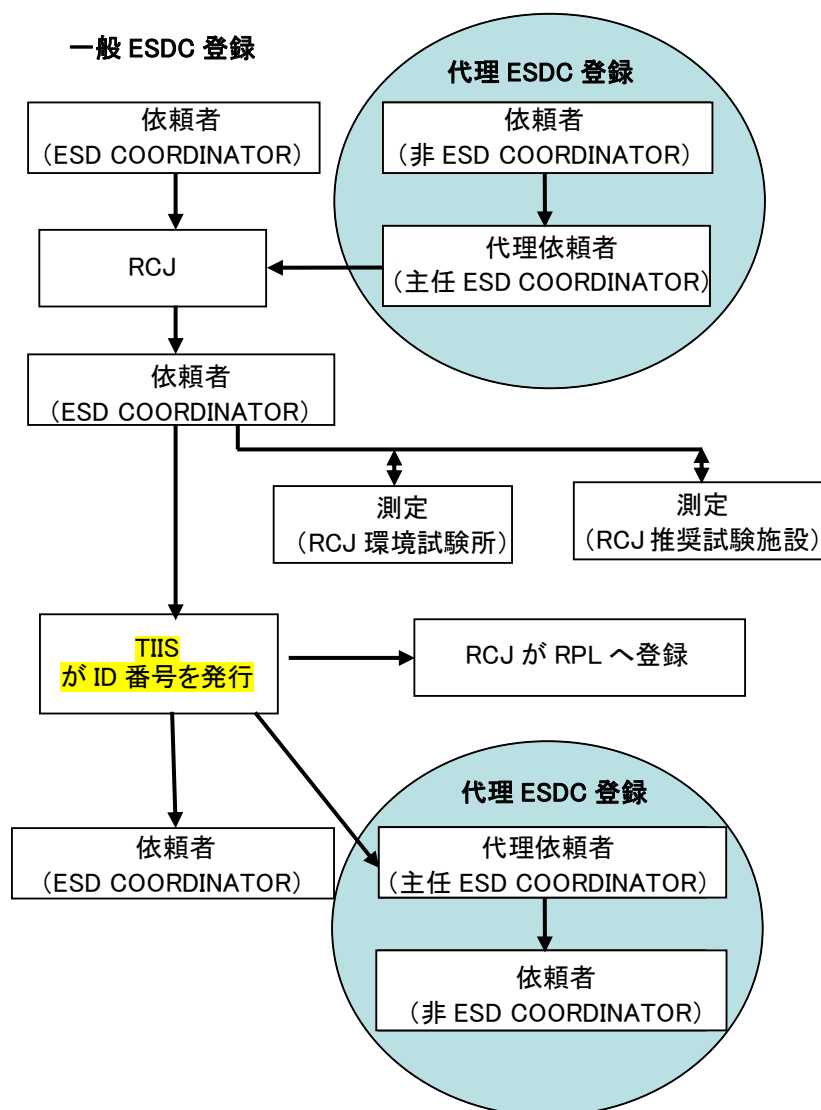 一般 ESDC 登録
代理 ESDC 登録
依頼者
（ESD COORDINATOR）
依頼者
（非 ESD COORDINATOR）
RCJ
代理依頼者
（主任 ESD COORDINATOR）
依頼者
（ESD COORDINATOR）
測定
（RCJ 環境試験所）
測定
（RCJ 推奨試験施設）
TIIS
が ID 番号を発行
RCJ が RPL へ登録
代理 ESDC 登録
依頼者
（ESD COORDINATOR）
代理依頼者
（主任 ESD COORDINATOR）
依頼者
（非 ESD COORDINATOR）